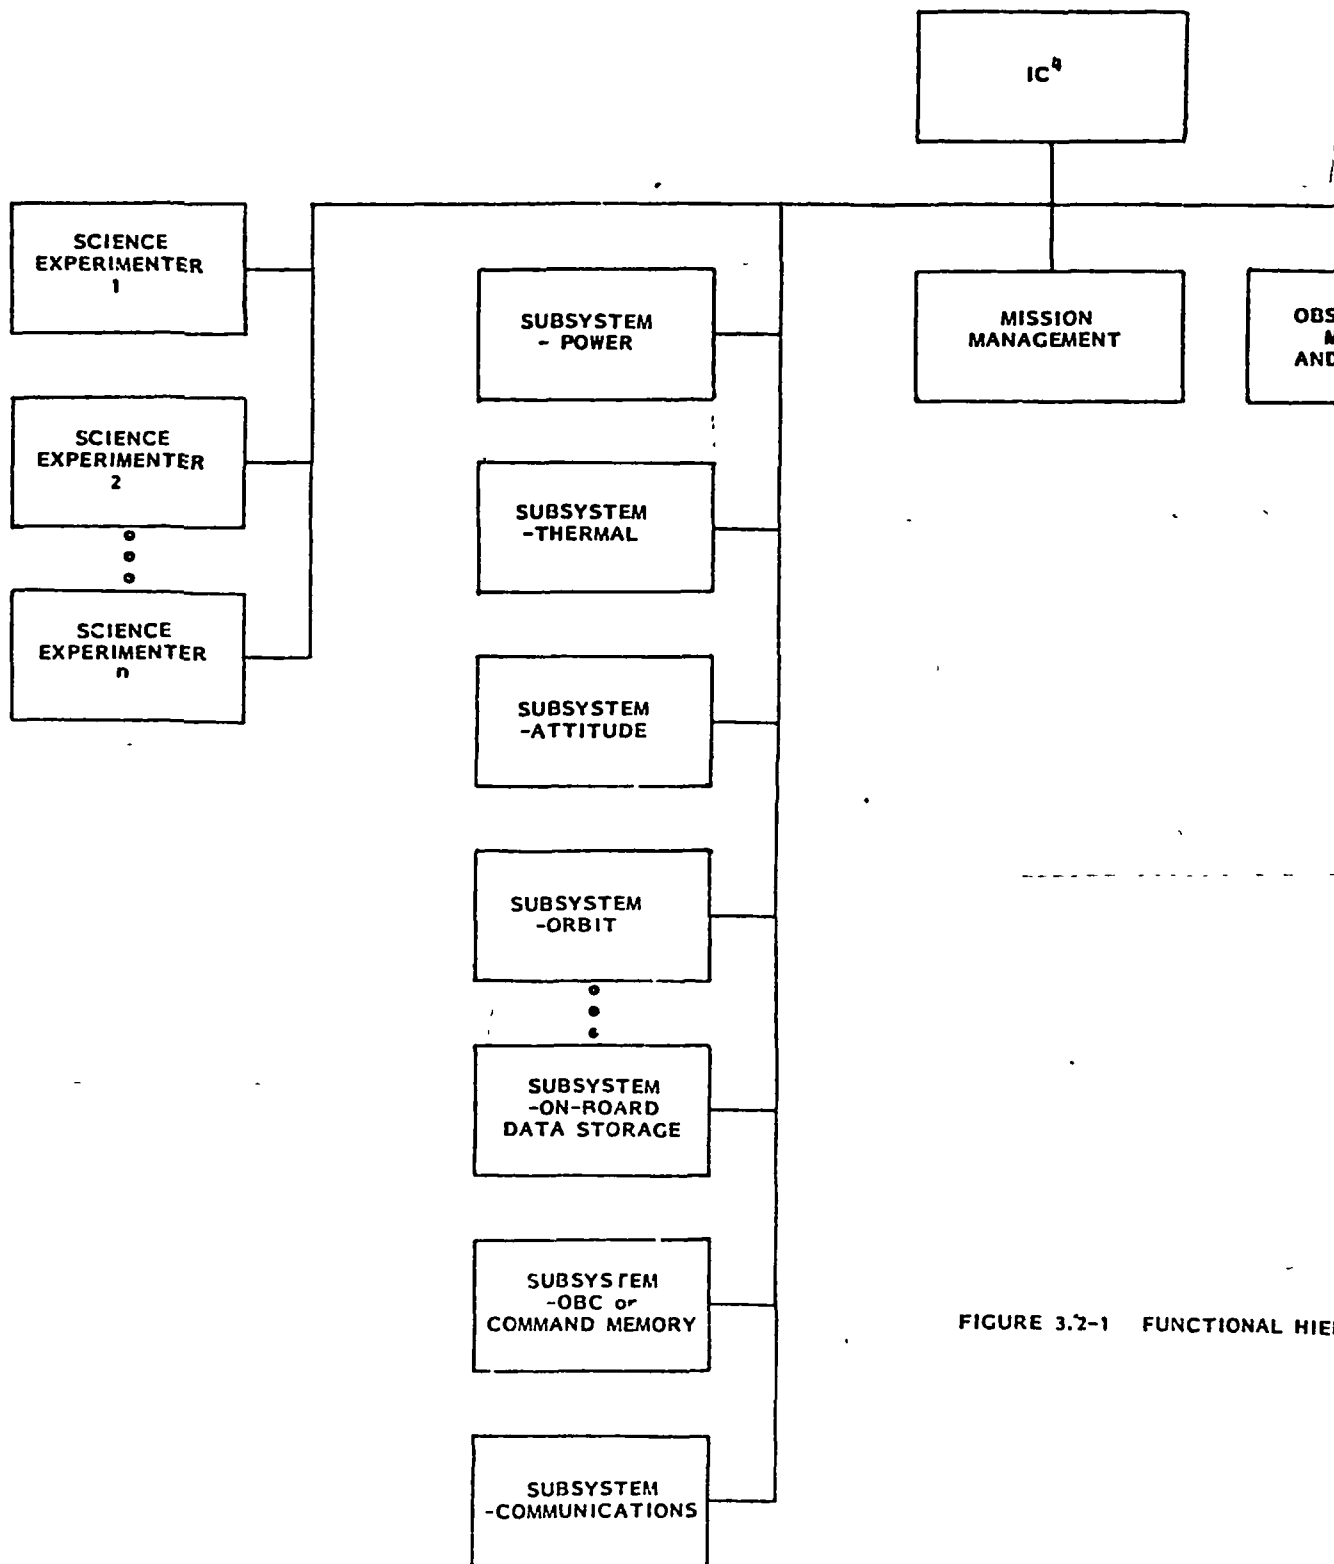 IC⁴
SCIENCE
EXPERIMENTER
1
SCIENCE
EXPERIMENTER
2
SCIENCE
EXPERIMENTER
n
SUBSYSTEM
- POWER
SUBSYSTEM
-THERMAL
SUBSYSTEM
-ATTITUDE
SUBSYSTEM
-ORBIT
SUBSYSTEM
-ON-BOARD
DATA STORAGE
SUBSYSTEM
-OBC or
COMMAND MEMORY
SUBSYSTEM
-COMMUNICATIONS
MISSION
MANAGEMENT
OBS
M
AND
FIGURE 3.2-1 FUNCTIONAL HIE